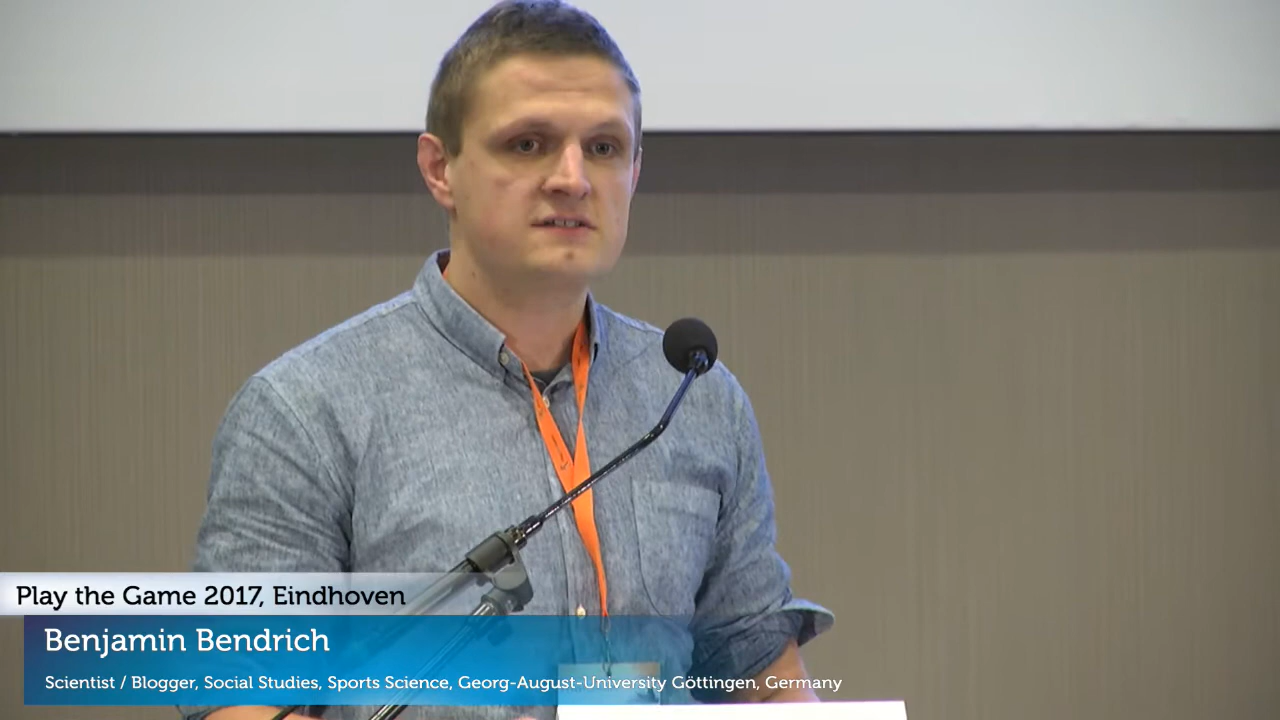 Play the Game 2017, Eindhoven
Benjamin Bendrich
Scientist / Blogger, Social Studies, Sports Science, Georg-August-University Göttingen, Germany